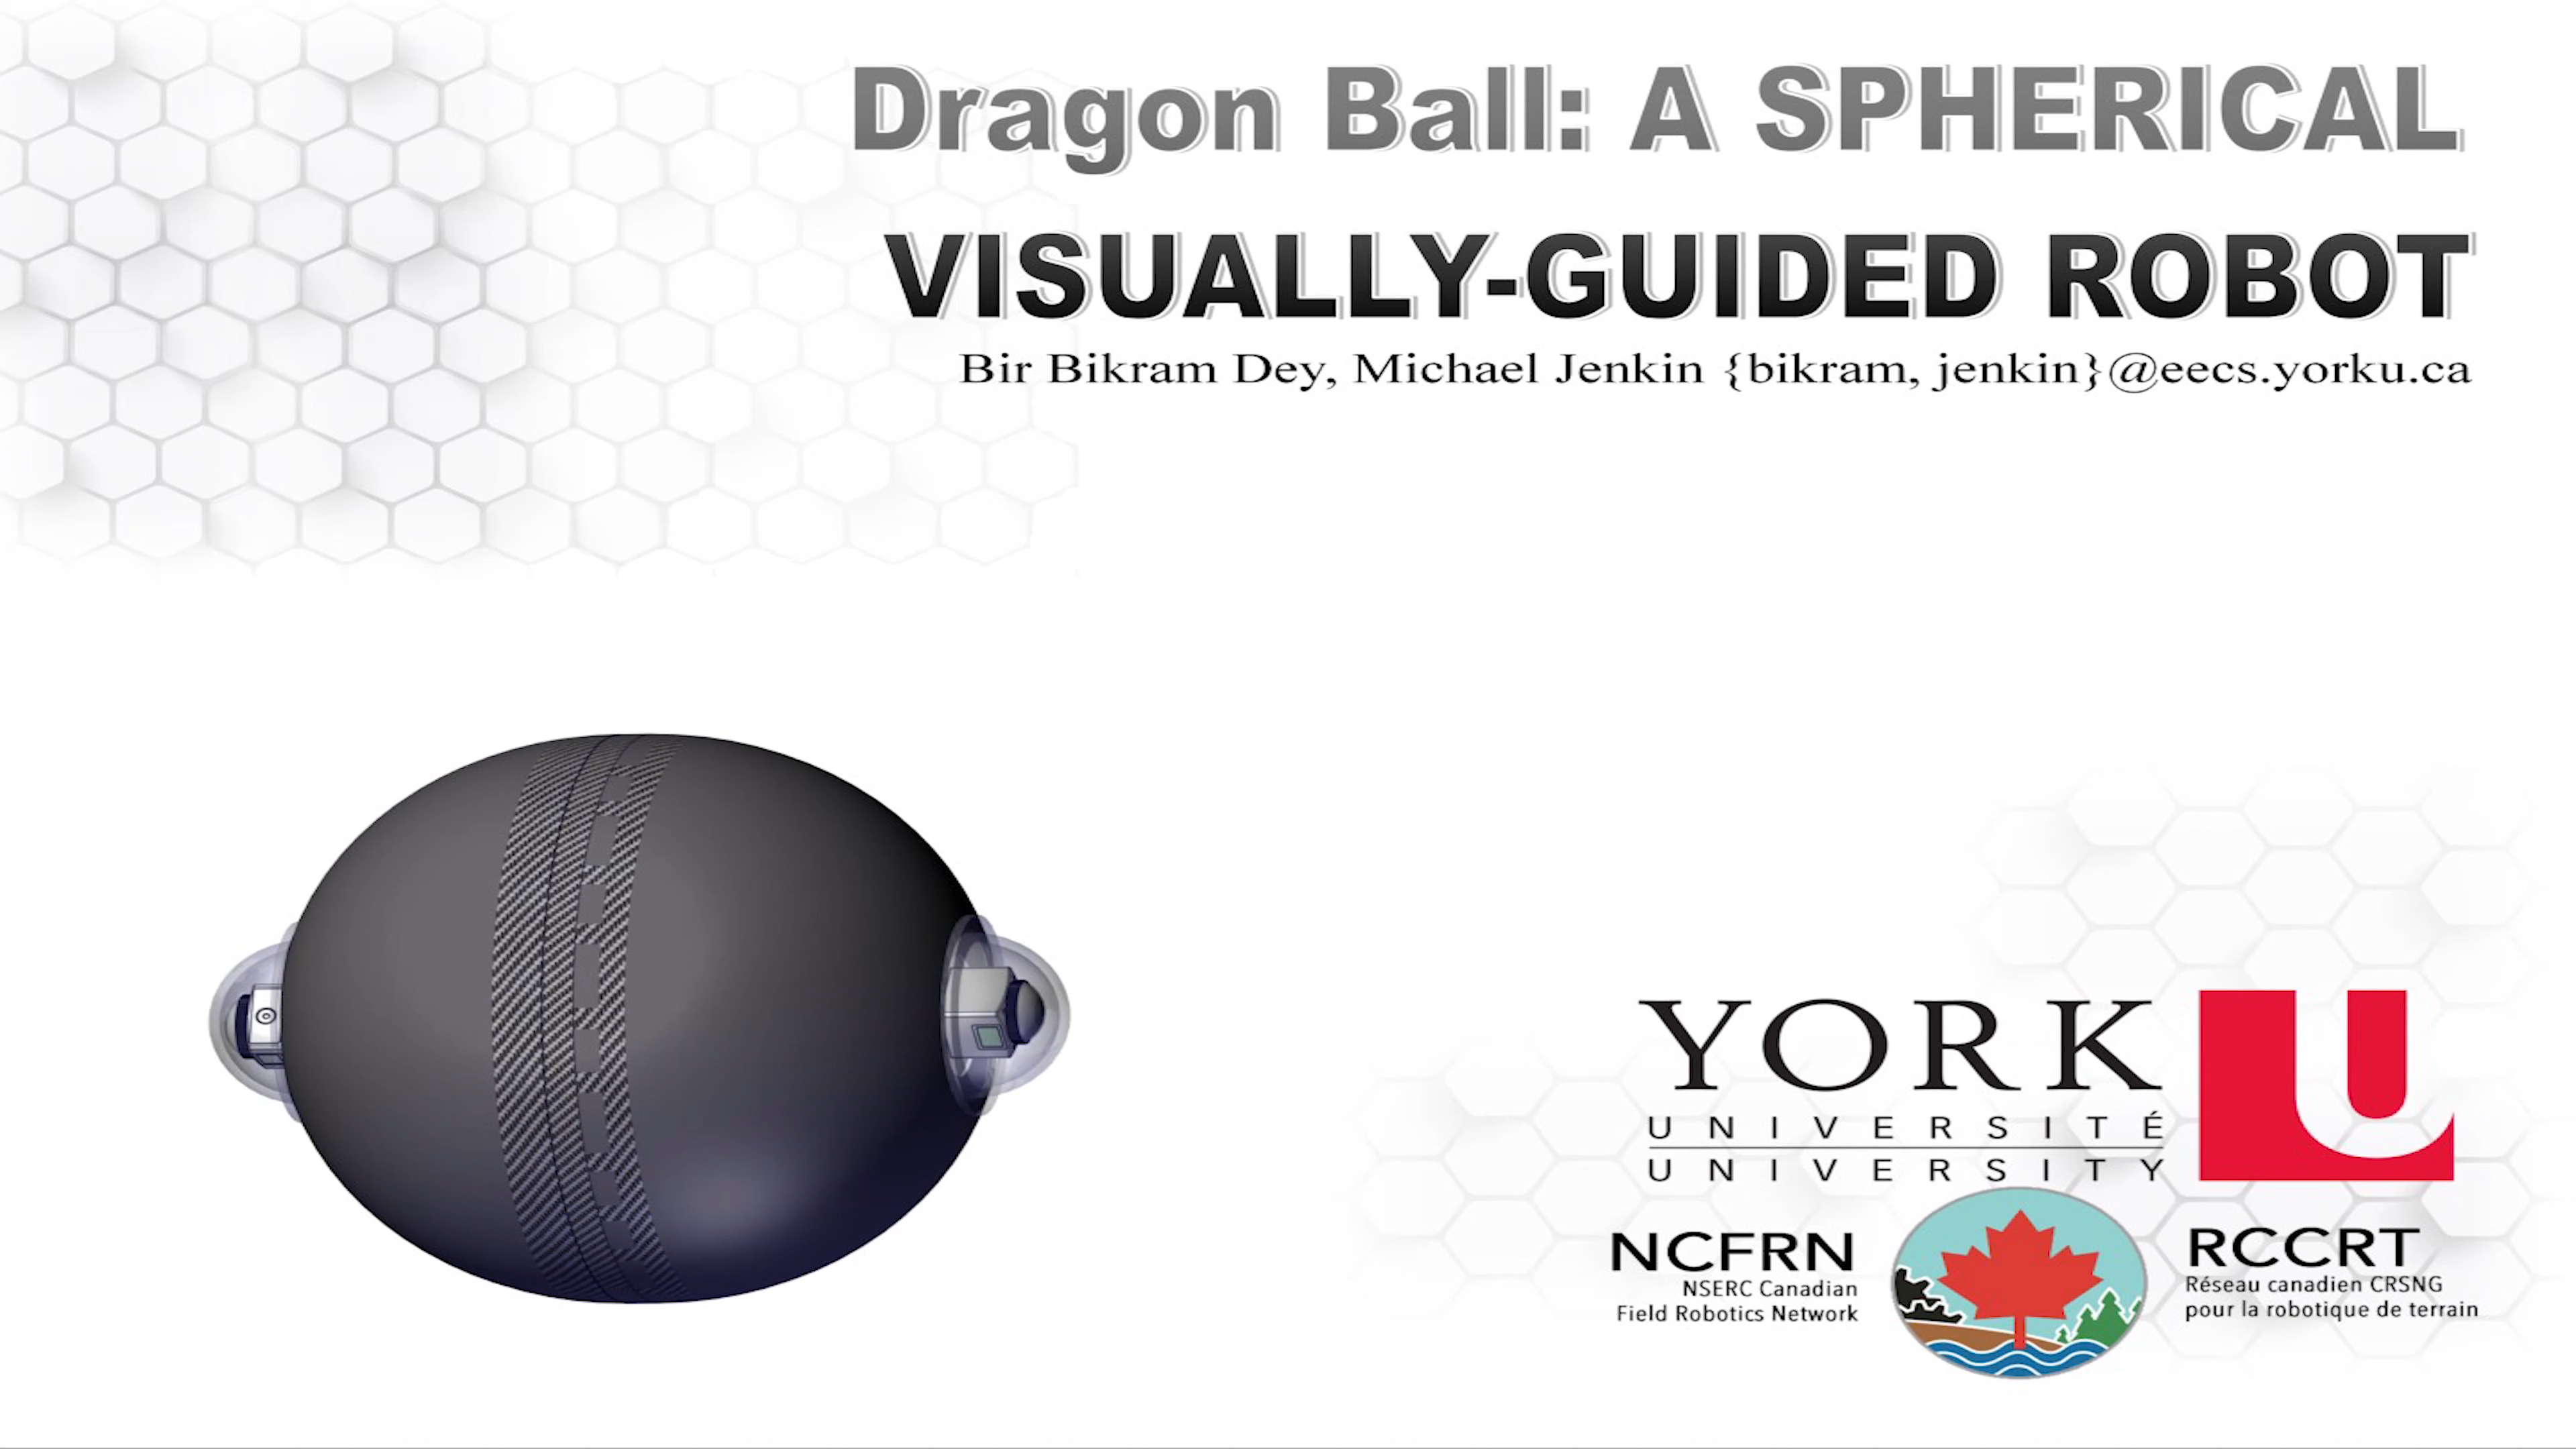 Dragon Ball: A SPHERICAL
VISUALLY-GUIDED ROBOT
Bir Bikram Dey, Michael Jenkin {bikram, jenkin}@eecs.yorku.ca
YORK
UNIVERSITÉ
UNIVERSITY
U
NCFRN
NSERC Canadian
Field Robotics Network
RCCRT
Réseau canadien CRSNG
pour la robotique de terrain